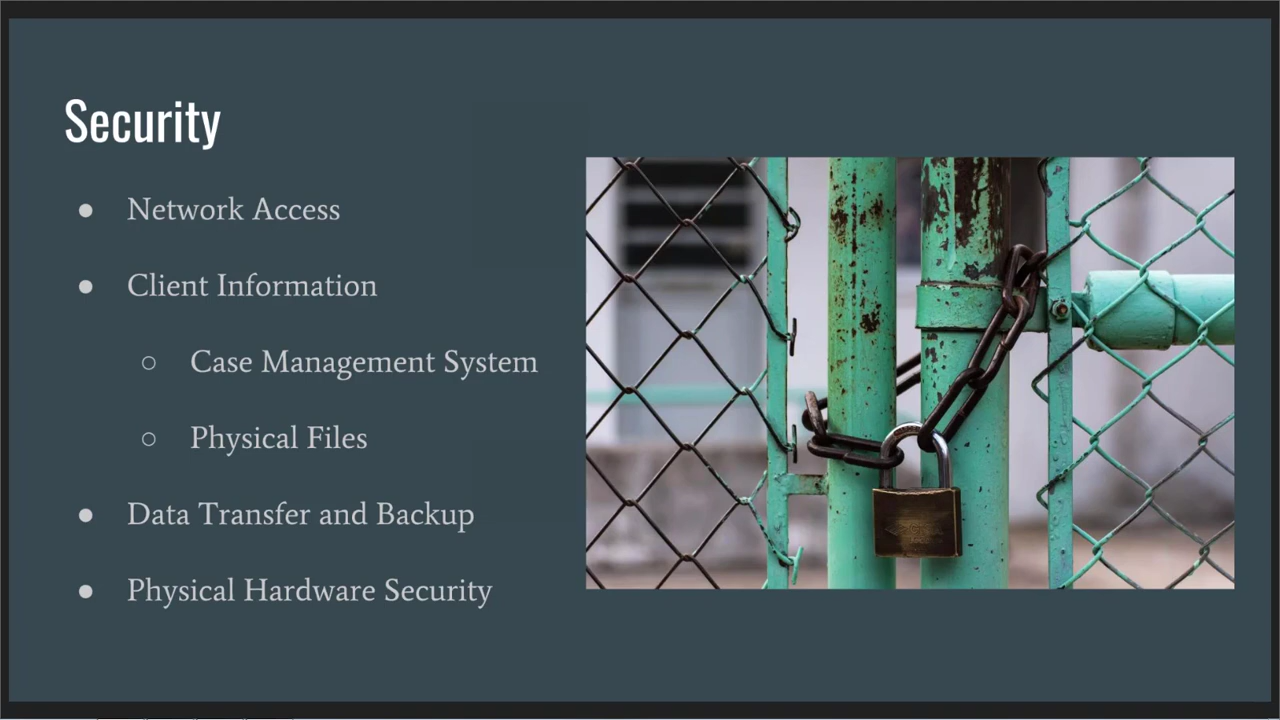 Security
Network Access
Client Information
Case Management System
Physical Files
Data Transfer and Backup
Physical Hardware Security